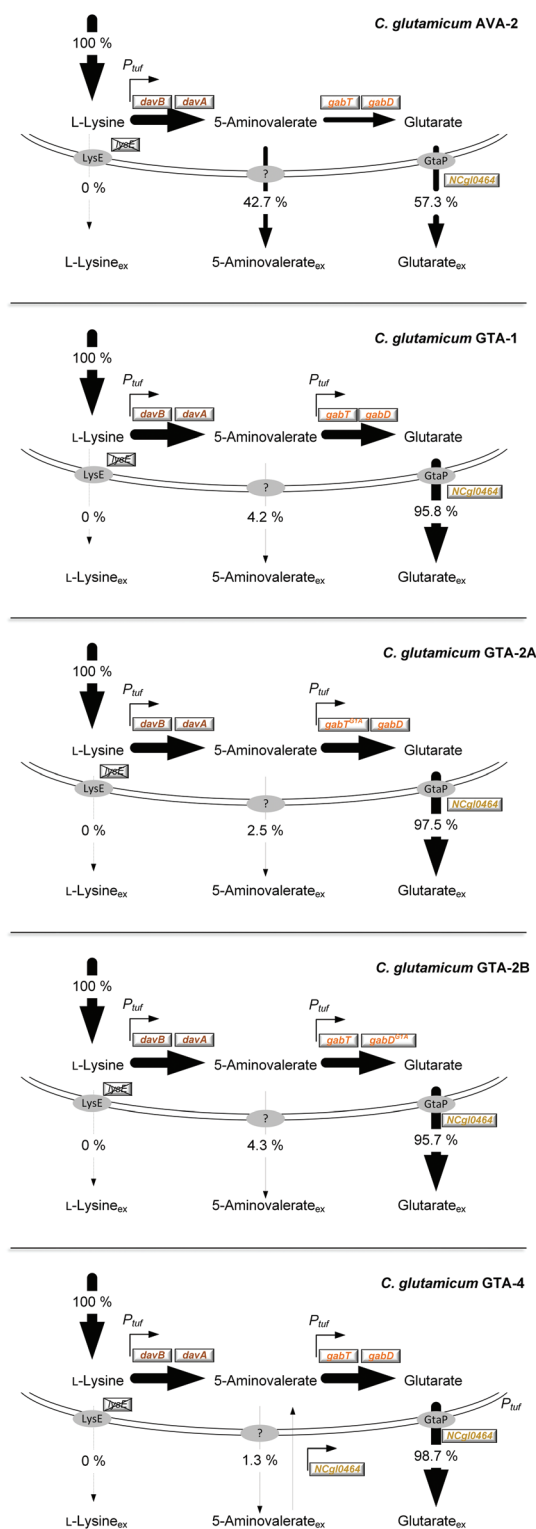 C. glutamicum AVA-2
100 %
Ptuf
davB davA gabT gabD
L-Lysine 5-Aminovalerate Glutarate
lysE
LysE ? GtaP
NCgl0464
0 % 42.7 % 57.3 %
L-Lysineex 5-Aminovalerateex Glutarateex
C. glutamicum GTA-1
100 %
Ptuf Ptuf
davB davA gabT gabD
L-Lysine 5-Aminovalerate Glutarate
lysE
LysE ? GtaP
NCgl0464
0 % 4.2 % 95.8 %
L-Lysineex 5-Aminovalerateex Glutarateex
C. glutamicum GTA-2A
100 %
Ptuf Ptuf
davB davA gabTGTA gabD
L-Lysine 5-Aminovalerate Glutarate
lysE
LysE ? GtaP
NCgl0464
0 % 2.5 % 97.5 %
L-Lysineex 5-Aminovalerateex Glutarateex
C. glutamicum GTA-2B
100 %
Ptuf Ptuf
davB davA gabT gabDGTA
L-Lysine 5-Aminovalerate Glutarate
lysE
LysE ? GtaP
NCgl0464
0 % 4.3 % 95.7 %
L-Lysineex 5-Aminovalerateex Glutarateex
C. glutamicum GTA-4
100 %
Ptuf Ptuf
davB davA gabT gabD
L-Lysine 5-Aminovalerate Glutarate
lysE Ptuf
LysE ? GtaP
NCgl0464
0 % 1.3 % NCgl0464 98.7 %
L-Lysineex 5-Aminovalerateex Glutarateex